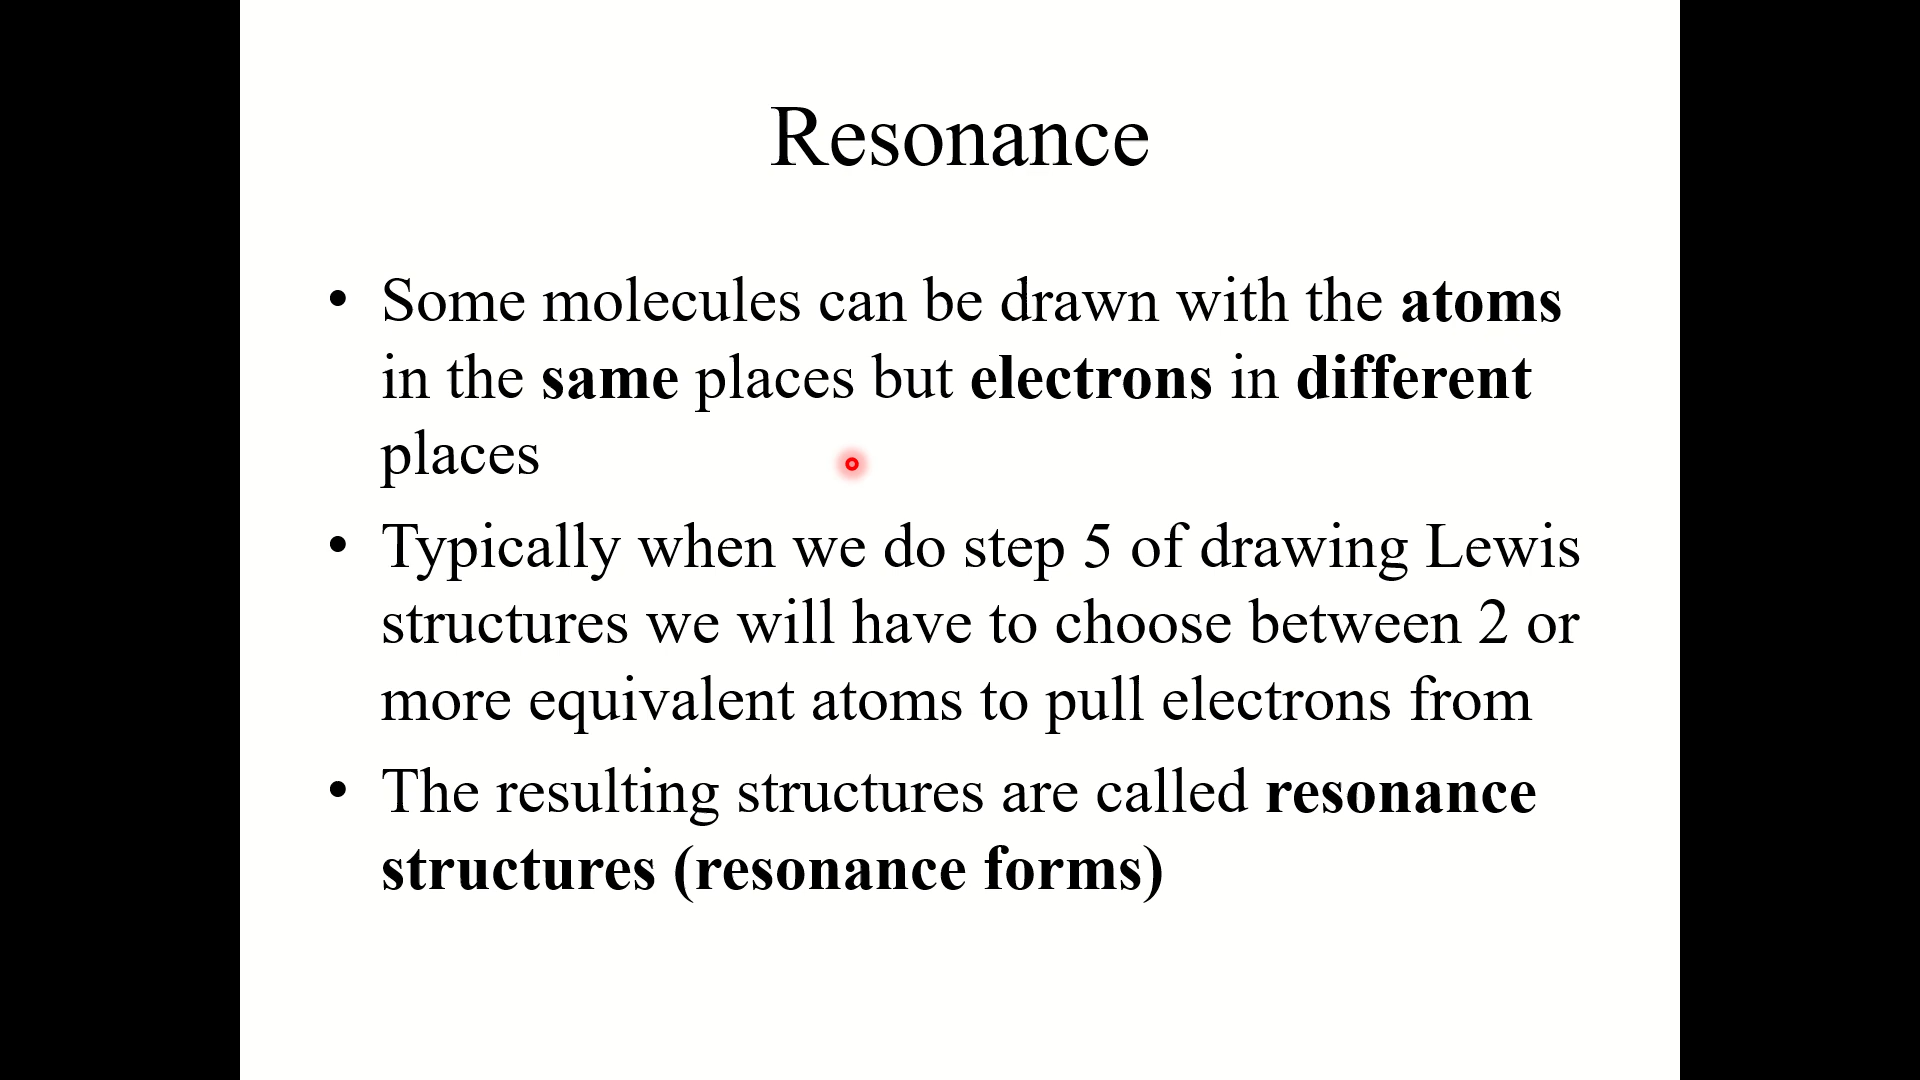 Resonance
• Some molecules can be drawn with the atoms
in the same places but electrons in different
places
• Typically when we do step 5 of drawing Lewis
structures we will have to choose between 2 or
more equivalent atoms to pull electrons from
• The resulting structures are called resonance
structures (resonance forms)